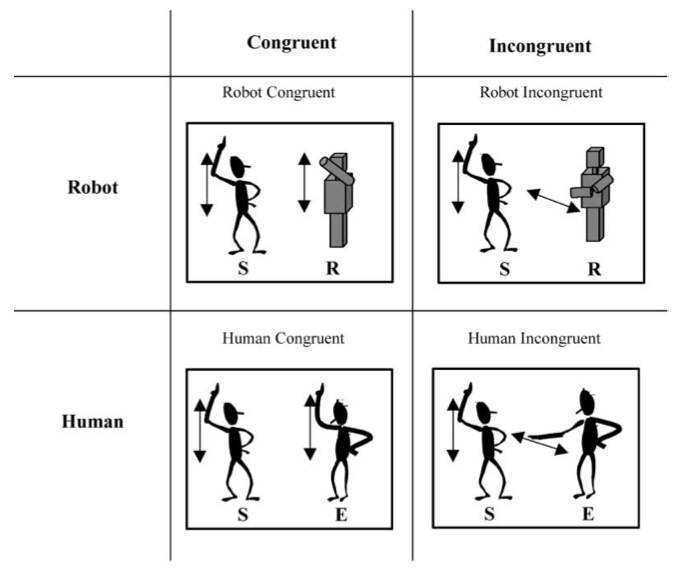 Congruent
Incongruent
Robot Congruent
Robot Incongruent
Robot
S
R
S
R
Human Congruent
Human Incongruent
Human
S
E
S
E